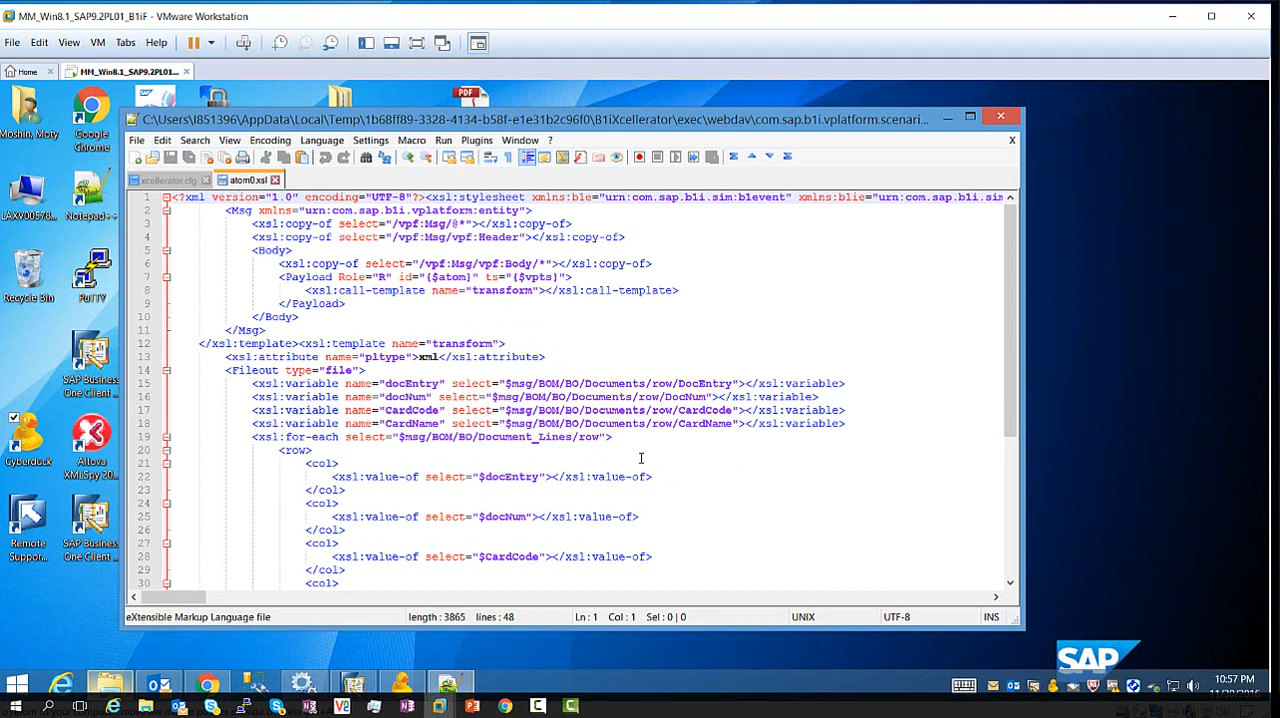 MM_Win8.1_SAP9.2PL01_B1iF - VMware Workstation
File Edit View VM Tabs Help
Home MM_Win8.1_SAP9.2PL01...
Moshin, Moty
Google Chrome
PDF
LAXV00578...
Notepad++
Recycle Bin
PuTTY
SAP Business One Client ...
Cyberduck
Altova XMLSpy 20...
Remote Suppor...
SAP Business One Client ...
C:\Users\I851396\AppData\Local\Temp\1b68ff89-3328-4134-b58f-e1e31b2c96f0\B1iXcellerator\exec\webdav\com.sap.b1i.vplatform.scenari...
File Edit Search View Encoding Language Settings Macro Run Plugins Window ? X
xcellerator.cfg atom0.xsl
1 <?xml version="1.0" encoding="UTF-8"?><xsl:stylesheet xmlns:b1e="urn:com.sap.b1i.sim:b1event" xmlns:b1ie="urn:com.sap.b1i.sim
2 <Msg xmlns="urn:com.sap.b1i.vplatform:entity">
3 <xsl:copy-of select="/vpf:Msg/@*"></xsl:copy-of>
4 <xsl:copy-of select="/vpf:Msg/vpf:Header"></xsl:copy-of>
5 <Body>
6 <xsl:copy-of select="/vpf:Msg/vpf:Body/*"></xsl:copy-of>
7 <Payload Role="R" id="{$atom}" ts="{$vpts}">
8 <xsl:call-template name="transform"></xsl:call-template>
9 </Payload>
10 </Body>
11 </Msg>
12 </xsl:template><xsl:template name="transform">
13 <xsl:attribute name="pltype">xml</xsl:attribute>
14 <Fileout type="file">
15 <xsl:variable name="docEntry" select="$msg/BOM/BO/Documents/row/DocEntry"></xsl:variable>
16 <xsl:variable name="docNum" select="$msg/BOM/BO/Documents/row/DocNum"></xsl:variable>
17 <xsl:variable name="CardCode" select="$msg/BOM/BO/Documents/row/CardCode"></xsl:variable>
18 <xsl:variable name="CardName" select="$msg/BOM/BO/Documents/row/CardName"></xsl:variable>
19 <xsl:for-each select="$msg/BOM/BO/Document_Lines/row">
20 <row>
21 <col>
22 <xsl:value-of select="$docEntry"></xsl:value-of>
23 </col>
24 <col>
25 <xsl:value-of select="$docNum"></xsl:value-of>
26 </col>
27 <col>
28 <xsl:value-of select="$CardCode"></xsl:value-of>
29 </col>
30 <col>
eXtensible Markup Language file length : 3865 lines : 48 Ln : 1 Col : 1 Sel : 0 | 0 UNIX UTF-8 INS
SAP
10:57 PM